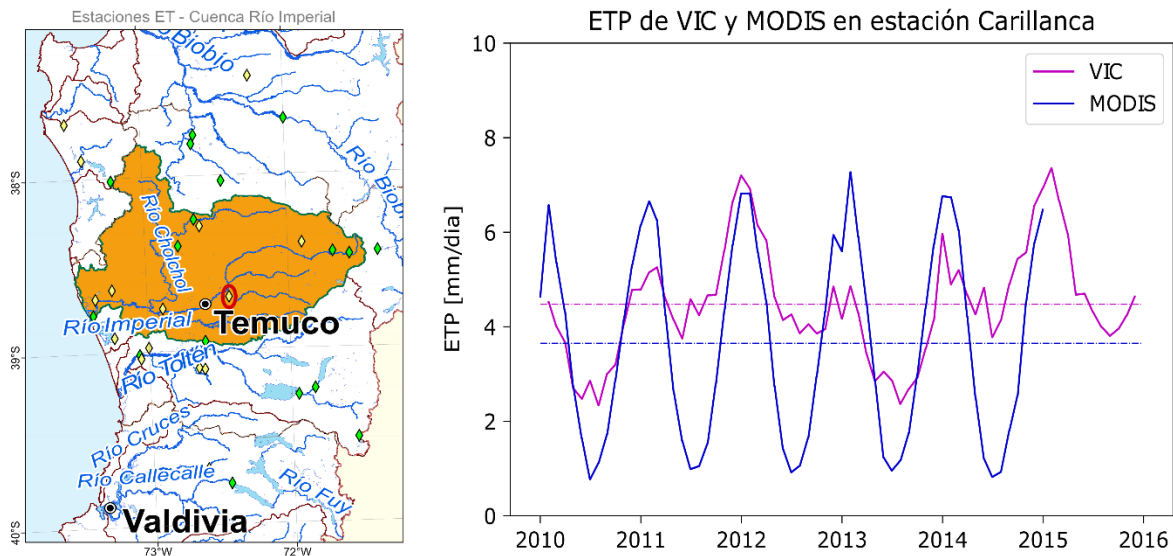 Estaciones ET - Cuenca Río Imperial
Biobío
Río Biobío
38°S
Río Cholchol
Río Imperial
Temuco
39°S
Río Toltén
Río Cruces
Río Callecalle
Río Fuy
Valdivia
40°S
73°W
72°W
ETP de VIC y MODIS en estación Carillanca
VIC
MODIS
ETP [mm/dia]
10
8
6
4
2
0
2010 2011 2012 2013 2014 2015 2016